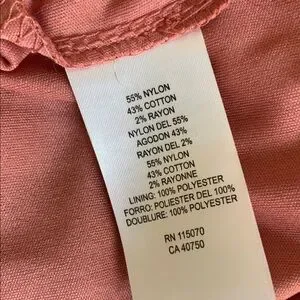 55% NYLON
43% COTTON
2% RAYON
NYLON DEL 55%
AGODON 43%
RAYON DEL 2%
55% NYLON
43% COTTON
2% RAYONNE
LINING: 100% POLYESTER
FORRO: POLIESTER DEL 100%
DOUBLURE: 100% POLYESTER
RN 115070
CA 40750